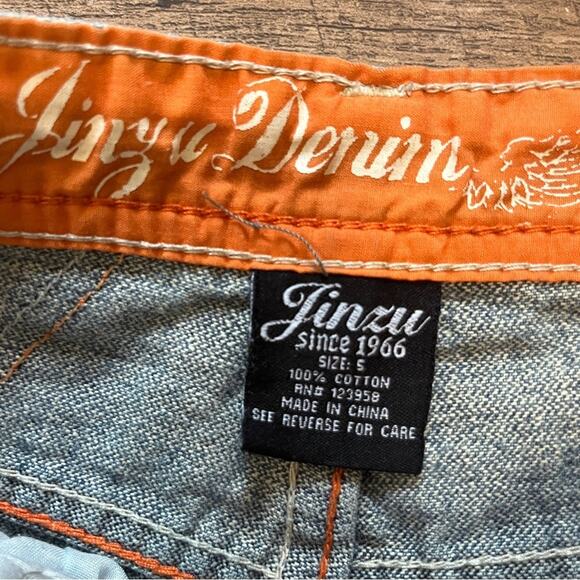 Jinzu Denim
Jinzu
Since 1966
SIZE: 5
100% COTTON
RN# 123958
MADE IN CHINA
SEE REVERSE FOR CARE